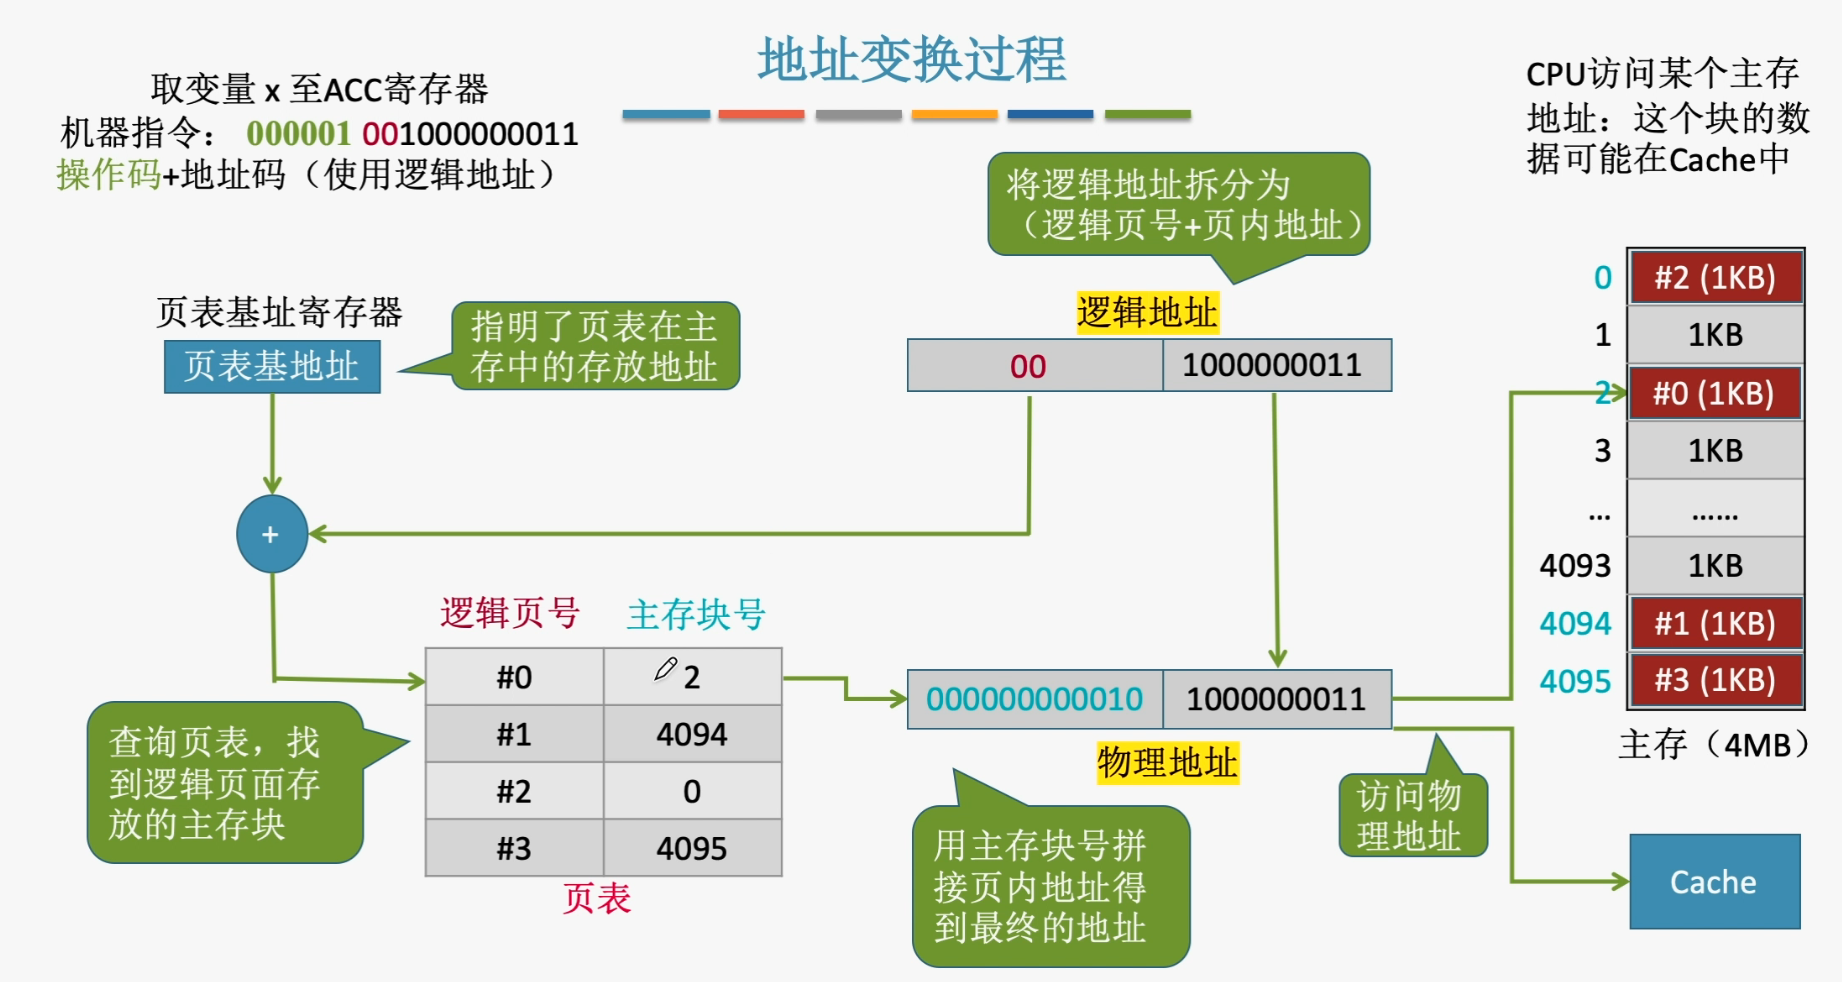 地址变换过程
取变量 x 至ACC寄存器
机器指令： 000001 001000000011
操作码+地址码（使用逻辑地址）
CPU访问某个主存
地址：这个块的数
据可能在Cache中
将逻辑地址拆分为
（逻辑页号+页内地址）
页表基址寄存器
页表基地址
指明了页表在主
存中的存放地址
逻辑地址
00 1000000011
+
逻辑页号 主存块号
#0 2
#1 4094
#2 0
#3 4095
页表
查询页表，找
到逻辑页面存
放的主存块
000000000010 1000000011
物理地址
用主存块号拼
接页内地址得
到最终的地址
访问物
理地址
0 #2 (1KB)
1 1KB
2 #0 (1KB)
3 1KB
... ......
4093 1KB
4094 #1 (1KB)
4095 #3 (1KB)
主存（4MB）
Cache